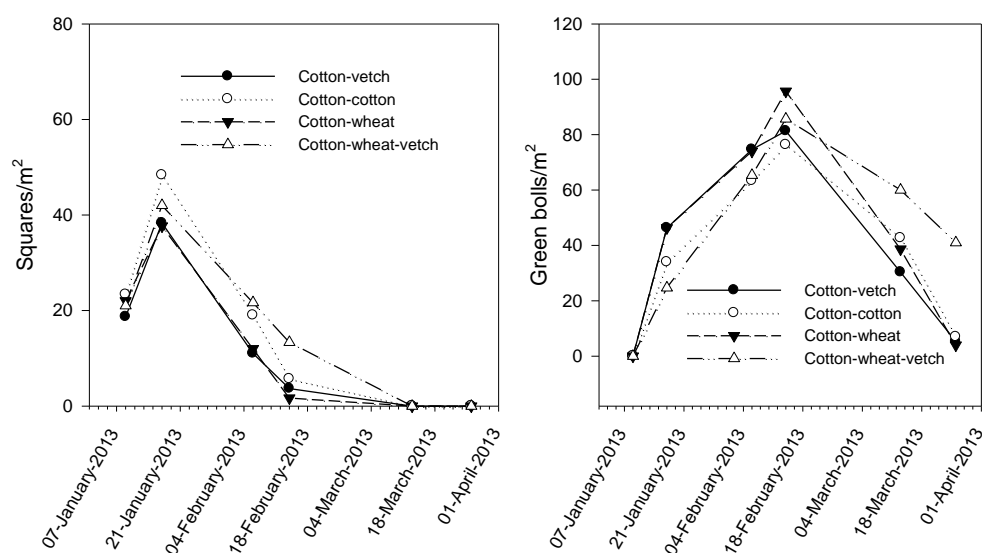 80
60
40
20
0
Squares/m²
Cotton-vetch
Cotton-cotton
Cotton-wheat
Cotton-wheat-vetch
07-January-2013
21-January-2013
04-February-2013
18-February-2013
04-March-2013
18-March-2013
01-April-2013
120
100
80
60
40
20
0
Green bolls/m²
Cotton-vetch
Cotton-cotton
Cotton-wheat
Cotton-wheat-vetch
07-January-2013
21-January-2013
04-February-2013
18-February-2013
04-March-2013
18-March-2013
01-April-2013